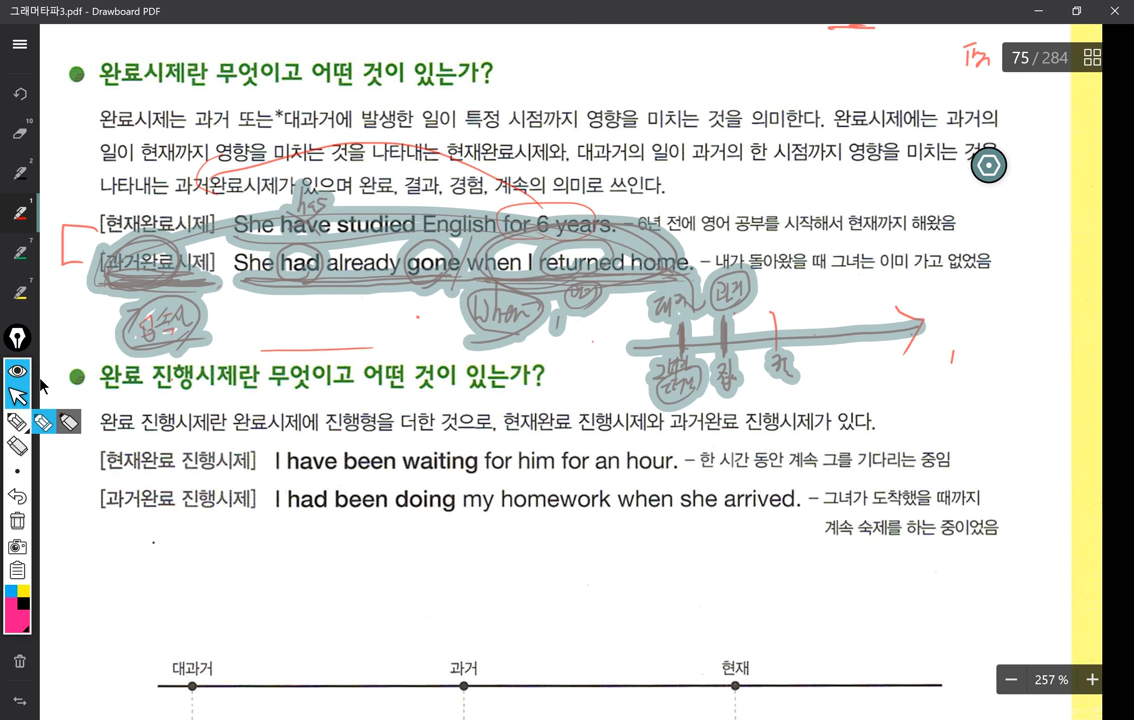 그래머타파3.pdf - Drawboard PDF
75 / 284
완료시제란 무엇이고 어떤 것이 있는가?
완료시제는 과거 또는*대과거에 발생한 일이 특정 시점까지 영향을 미치는 것을 의미한다. 완료시제에는 과거의
일이 현재까지 영향을 미치는 것을 나타내는 현재완료시제와, 대과거의 일이 과거의 한 시점까지 영향을 미치는 것을
나타내는 과거완료시제가 있으며 완료, 결과, 경험, 계속의 의미로 쓰인다.
has
[현재완료시제] She have studied English for 6 years. – 6년 전에 영어 공부를 시작해서 현재까지 해왔음
[과거완료시제] She had already gone when I returned home. – 내가 돌아왔을 때 그녀는 이미 가고 없었음
when
과거
집
완료 진행시제란 무엇이고 어떤 것이 있는가?
완료 진행시제란 완료시제에 진행형을 더한 것으로, 현재완료 진행시제와 과거완료 진행시제가 있다.
[현재완료 진행시제] I have been waiting for him for an hour. – 한 시간 동안 계속 그를 기다리는 중임
[과거완료 진행시제] I had been doing my homework when she arrived. – 그녀가 도착했을 때까지
계속 숙제를 하는 중이었음
대과거 과거 현재
257 %
10
2
1
7
7